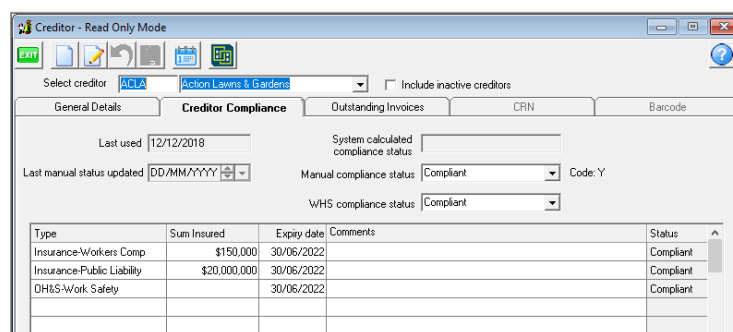 Creditor - Read Only Mode
EXIT
Select creditor ACLA Action Lawns & Gardens Include inactive creditors
General Details Creditor Compliance Outstanding Invoices CRN Barcode
Last used 12/12/2018 System calculated
compliance status
Last manual status updated DD/MM/YYYY Manual compliance status Compliant Code: Y
WHS compliance status Compliant
Type Sum Insured Expiry date Comments Status
Insurance-Workers Comp $150,000 30/06/2022 Compliant
Insurance-Public Liability $20,000,000 30/06/2022 Compliant
OH&S-Work Safety 30/06/2022 Compliant